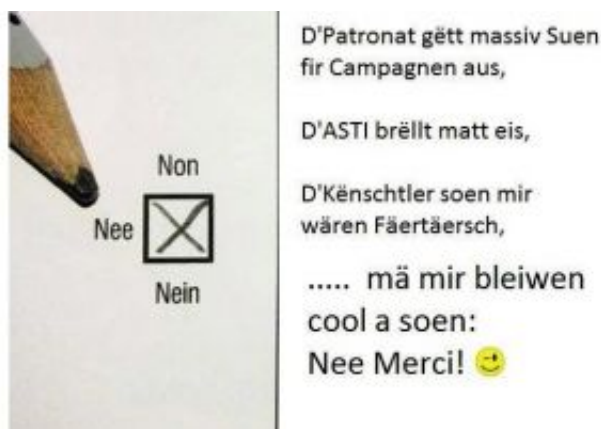 Non
Nee
Nein
D'Patronat gëtt massiv Suen
fir Campagnen aus,
D'ASTI brëllt matt eis,
D'Kënschtler soen mir
wären Fäertäersch,
..... mä mir bleiwen
cool a soen:
Nee Merci!